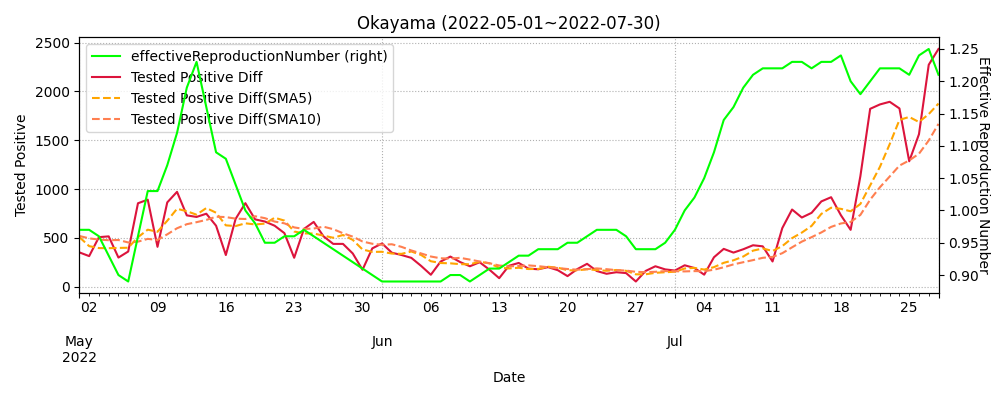 Okayama (2022-05-01~2022-07-30)
effectiveReproductionNumber (right)
Tested Positive Diff
Tested Positive Diff(SMA5)
Tested Positive Diff(SMA10)
Tested Positive
2500
2000
1500
1000
500
0
Effective Reproduction Number
1.25
1.20
1.15
1.10
1.05
1.00
0.95
0.90
02 09 16 23 30 06 13 20 27 04 11 18 25
May Jun Jul
2022
Date